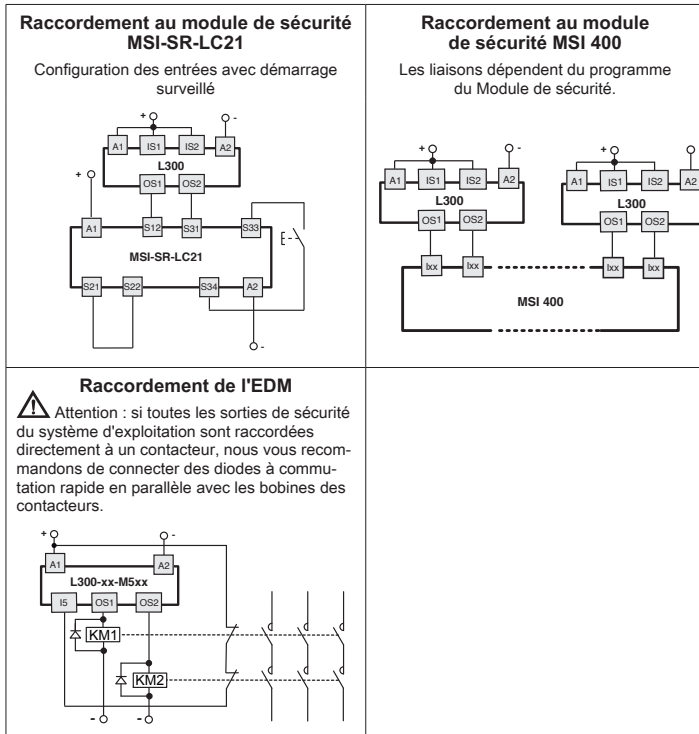 Raccordement au module de sécurité
MSI-SR-LC21
Configuration des entrées avec démarrage
surveillé
+ -
A1 IS1 IS2 A2
L300
+
OS1 OS2
A1 S12 S31 S33
MSI-SR-LC21
S21 S22 S34 A2
-
Raccordement au module
de sécurité MSI 400
Les liaisons dépendent du programme
du Module de sécurité.
+ - +
A1 IS1 IS2 A2 A1 IS1 IS2 A2
L300 L300
OS1 OS2 OS1 OS2
Ixx Ixx Ixx Ixx
MSI 400
Raccordement de l'EDM
Attention : si toutes les sorties de sécurité
du système d'exploitation sont raccordées
directement à un contacteur, nous vous recom-
mandons de connecter des diodes à commu-
tation rapide en parallèle avec les bobines des
contacteurs.
+ -
A1 A2
L300-xx-M5xx
I5 OS1 OS2
KM1
KM2
- -